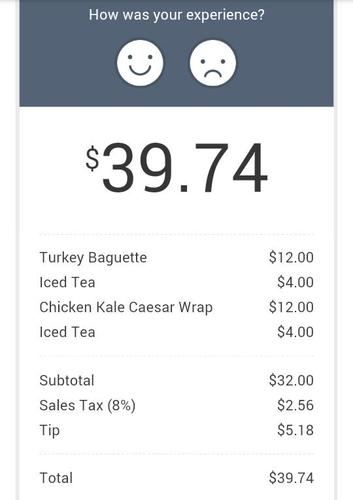 How was your experience?
$39.74
Turkey Baguette $12.00
Iced Tea $4.00
Chicken Kale Caesar Wrap $12.00
Iced Tea $4.00
Subtotal $32.00
Sales Tax (8%) $2.56
Tip $5.18
Total $39.74